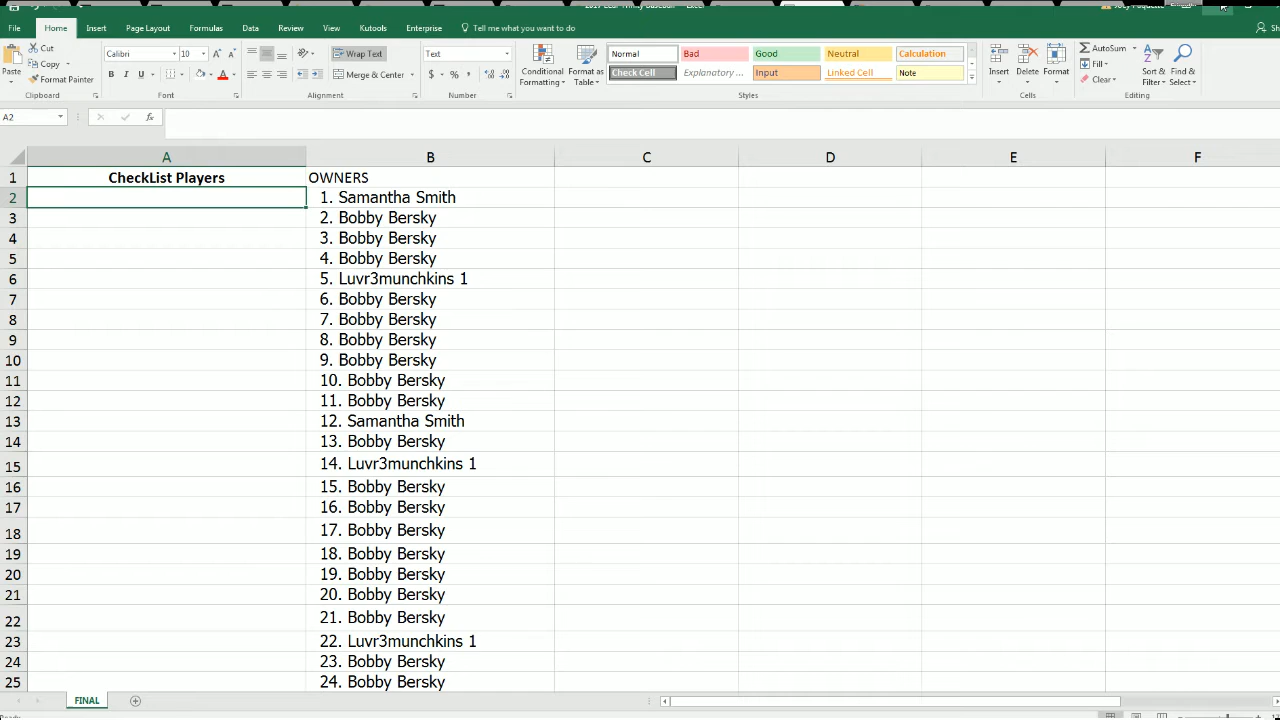 File Home Insert Page Layout Formulas Data Review View Kutools Enterprise Tell me what you want to do
Cut
Copy
Format Painter
Paste
Clipboard
Calibri 10
B I U
Font
Wrap Text
Merge & Center
Alignment
Text
$ % ,
Number
Conditional Formatting
Format as Table
Normal Bad Good Neutral Calculation
Check Cell Explanatory ... Input Linked Cell Note
Styles
Insert Delete Format
Cells
AutoSum
Fill
Clear
Sort & Filter
Find & Select
Editing
A2 fx
A B C D E F
1 CheckList Players OWNERS
2 1. Samantha Smith
3 2. Bobby Bersky
4 3. Bobby Bersky
5 4. Bobby Bersky
6 5. Luvr3munchkins 1
7 6. Bobby Bersky
8 7. Bobby Bersky
9 8. Bobby Bersky
10 9. Bobby Bersky
11 10. Bobby Bersky
12 11. Bobby Bersky
13 12. Samantha Smith
14 13. Bobby Bersky
15 14. Luvr3munchkins 1
16 15. Bobby Bersky
17 16. Bobby Bersky
18 17. Bobby Bersky
19 18. Bobby Bersky
20 19. Bobby Bersky
21 20. Bobby Bersky
22 21. Bobby Bersky
23 22. Luvr3munchkins 1
24 23. Bobby Bersky
25 24. Bobby Bersky
FINAL